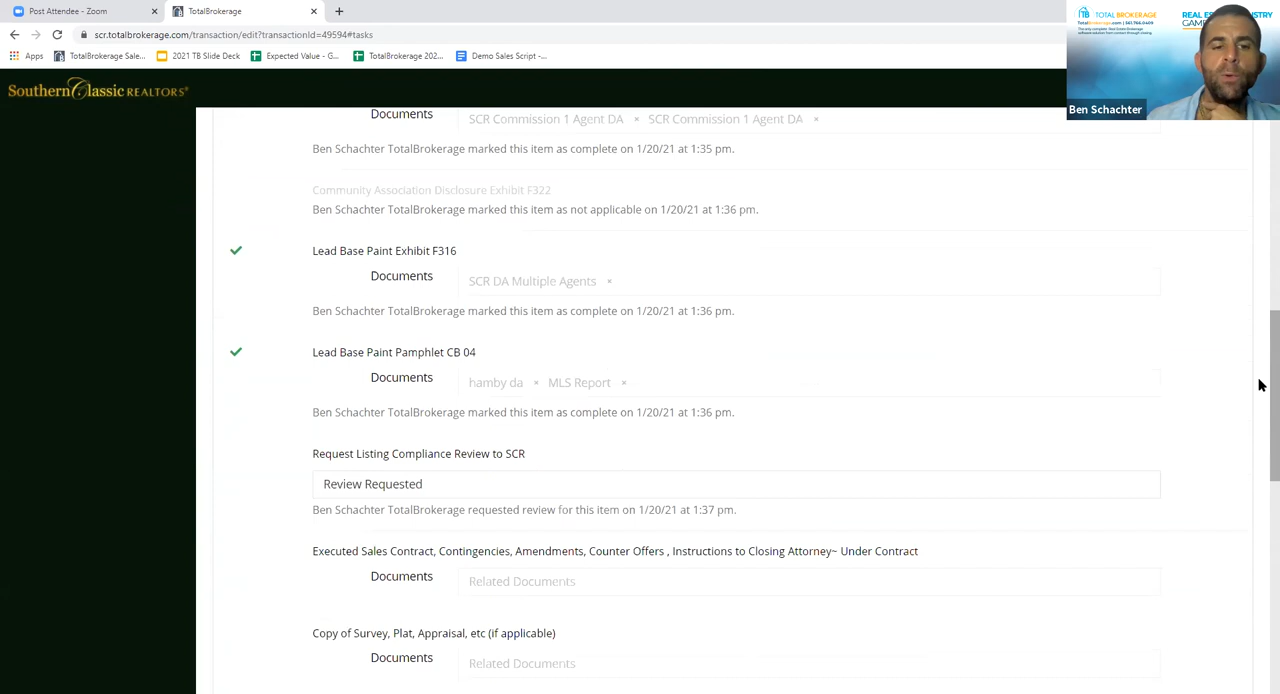 Post Attendee - Zoom
TotalBrokerage
scr.totalbrokerage.com/transaction/edit?transactionId=49594#tasks
Apps
TotalBrokerage Sale...
2021 TB Slide Deck
Expected Value - G...
TotalBrokerage 202...
Demo Sales Script -...
TB TOTAL BROKERAGE
TotalBrokerage.com | 561.766.0409
Ben Schachter
Southern Classic REALTORS®
Documents
SCR Commission 1 Agent DA × SCR Commission 1 Agent DA ×
Ben Schachter TotalBrokerage marked this item as complete on 1/20/21 at 1:35 pm.
Community Association Disclosure Exhibit F322
Ben Schachter TotalBrokerage marked this item as not applicable on 1/20/21 at 1:36 pm.
Lead Base Paint Exhibit F316
Documents
SCR DA Multiple Agents ×
Ben Schachter TotalBrokerage marked this item as complete on 1/20/21 at 1:36 pm.
Lead Base Paint Pamphlet CB 04
Documents
hamby da × MLS Report ×
Ben Schachter TotalBrokerage marked this item as complete on 1/20/21 at 1:36 pm.
Request Listing Compliance Review to SCR
Review Requested
Ben Schachter TotalBrokerage requested review for this item on 1/20/21 at 1:37 pm.
Executed Sales Contract, Contingencies, Amendments, Counter Offers , Instructions to Closing Attorney~ Under Contract
Documents
Related Documents
Copy of Survey, Plat, Appraisal, etc (if applicable)
Documents
Related Documents